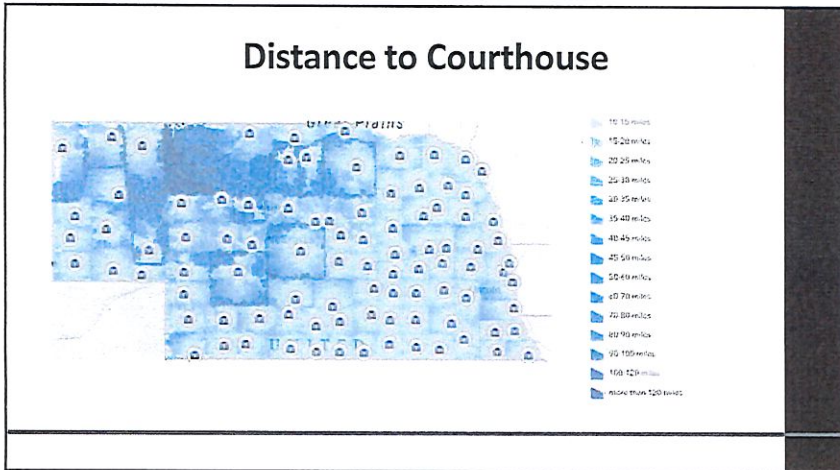 Distance to Courthouse
Great Plains
10-15 miles
15-20 miles
20-25 miles
25-30 miles
30-35 miles
35-40 miles
40-45 miles
45-50 miles
50-60 miles
60-70 miles
70-80 miles
80-90 miles
90-100 miles
100-120 miles
more than 120 miles
UNITED